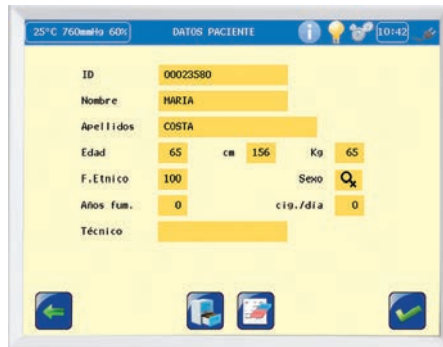 25°C 760mmHg 60% DATOS PACIENTE 10:42
ID 00023580
Nombre MARIA
Apellidos COSTA
Edad 65 cm 156 Kg 65
F.Etnico 100 Sexo
Años fum. 0 cig./dia 0
Técnico